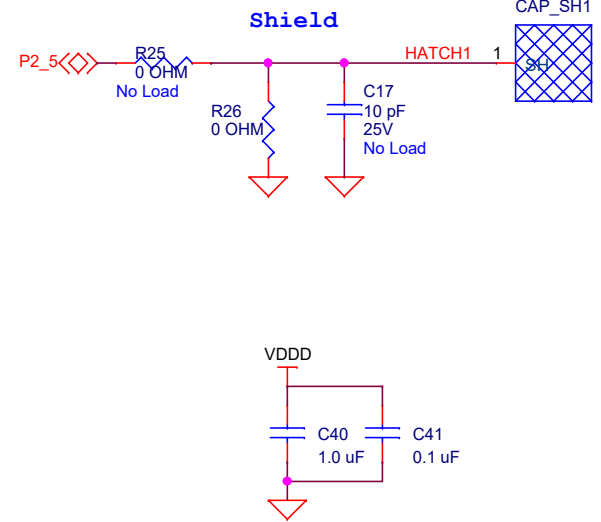 CAP_SH1
Shield
P2_5
R25
0 OHM
No Load
HATCH1
1
SH
C17
10 pF
25V
No Load
R26
0 OHM
VDDD
C40
1.0 uF
C41
0.1 uF